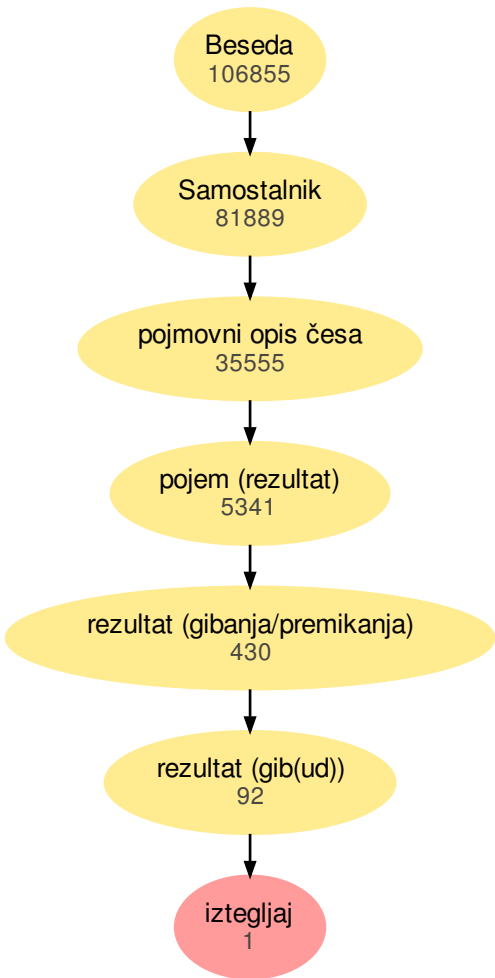 Beseda
106855
Samostalnik
81889
pojmovni opis česa
35555
pojem (rezultat)
5341
rezultat (gibanja/premikanja)
430
rezultat (gib(ud))
92
iztegljaj
1